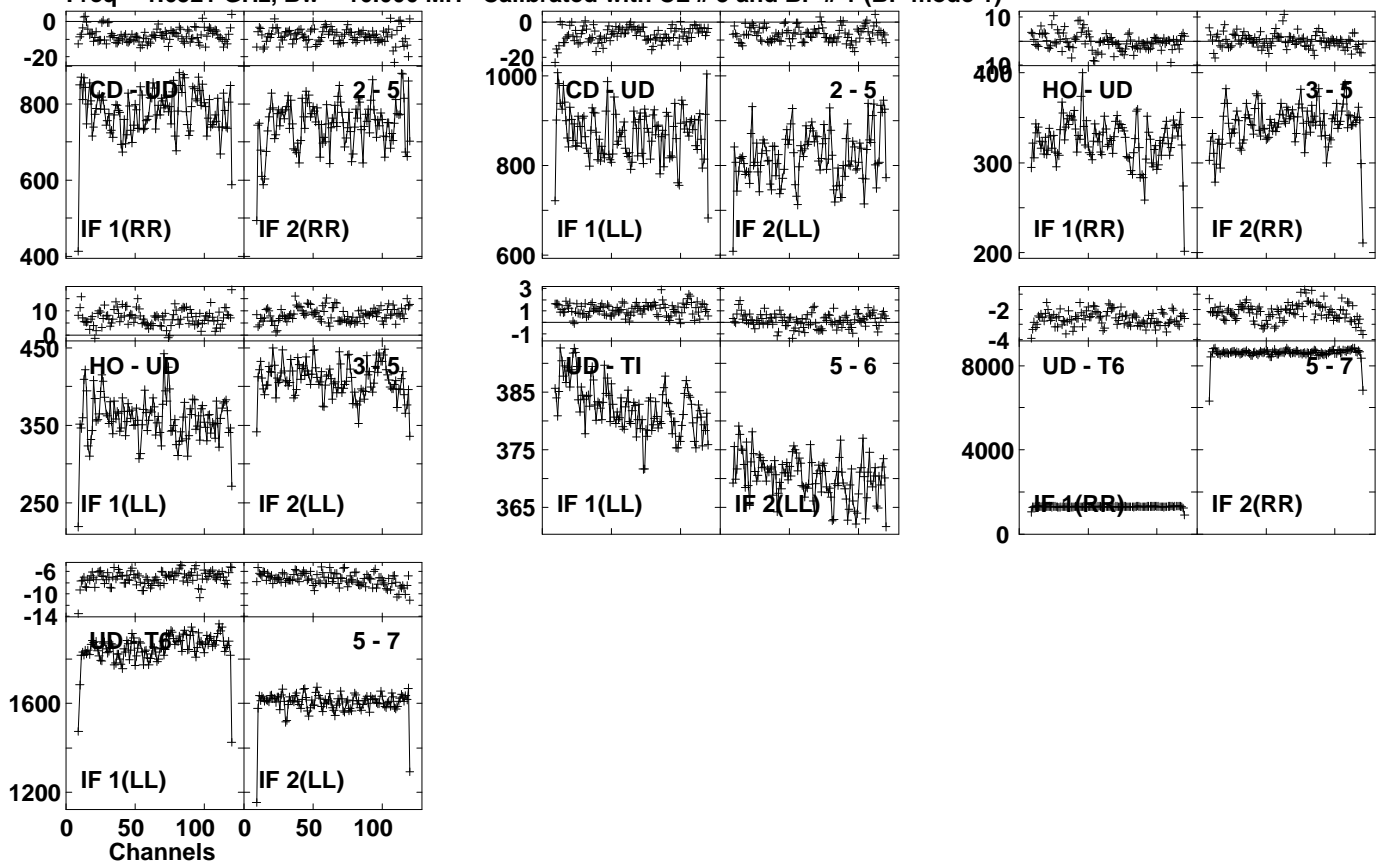 Calibrated with CL # 3 and BP # 1 (BP mode 1)
0
-20
800
600
400
CD - UD
2 - 5
IF 1(RR)
IF 2(RR)
0
-20
1000
800
600
CD - UD
2 - 5
IF 1(LL)
IF 2(LL)
10
10
400
300
200
HO - UD
3 - 5
IF 1(RR)
IF 2(RR)
10
0
450
350
250
HO - UD
3 - 5
IF 1(LL)
IF 2(LL)
3
1
-1
385
375
365
UD - TI
5 - 6
IF 1(LL)
IF 2(LL)
-2
-4
8000
4000
0
UD - T6
5 - 7
IF 1(RR)
IF 2(RR)
-6
-10
-14
1600
1200
UD - T6
5 - 7
IF 1(LL)
IF 2(LL)
0 50 100 0 50 100
Channels